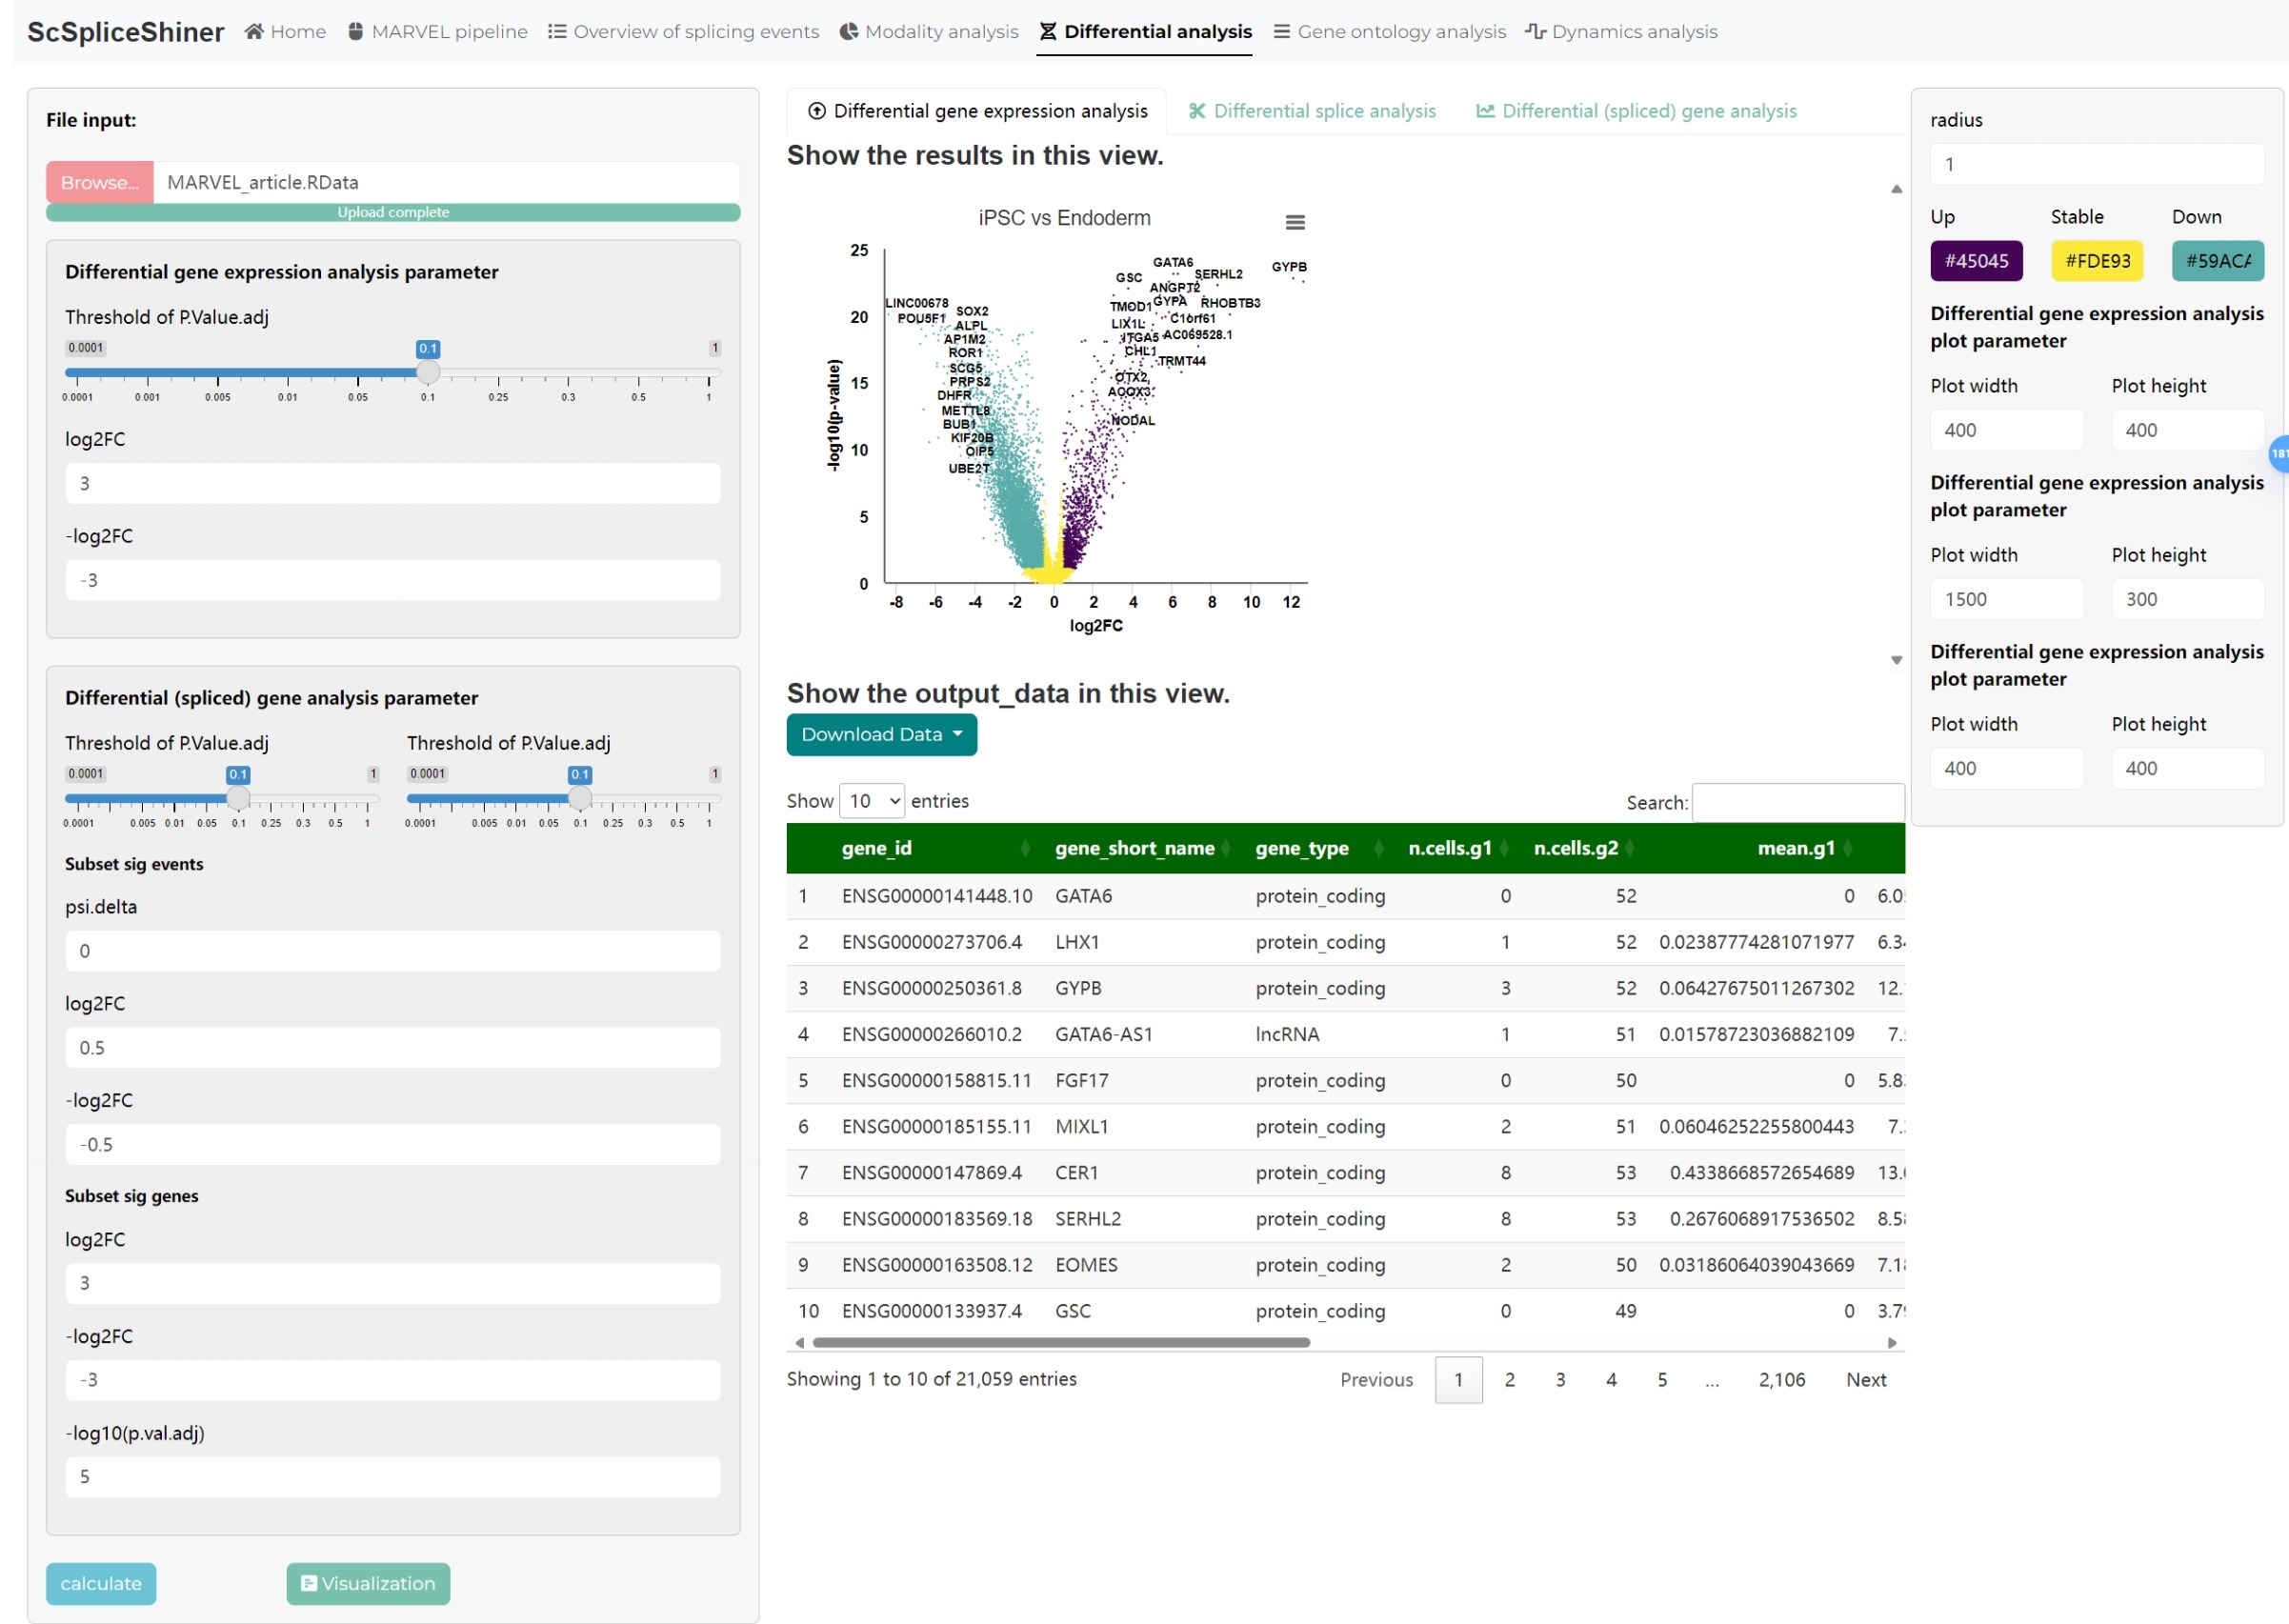 ScSpliceShiner Home MARVEL pipeline Overview of splicing events Modality analysis Differential analysis Gene ontology analysis Dynamics analysis
File input:
Browse... MARVEL_article.RData
Upload complete
Differential gene expression analysis parameter
Threshold of P.Value.adj
0.0001 0.1 1
0.0001 0.001 0.005 0.01 0.05 0.1 0.25 0.3 0.5 1
log2FC
3
-log2FC
-3
Differential (spliced) gene analysis parameter
Threshold of P.Value.adj Threshold of P.Value.adj
0.0001 0.1 1 0.0001 0.1 1
0.0001 0.005 0.01 0.05 0.1 0.25 0.3 0.5 1 0.0001 0.005 0.01 0.05 0.1 0.25 0.3 0.5 1
Subset sig events
psi.delta
0
log2FC
0.5
-log2FC
-0.5
Subset sig genes
log2FC
3
-log2FC
-3
-log10(p.val.adj)
5
calculate Visualization
Differential gene expression analysis Differential splice analysis Differential (spliced) gene analysis
Show the results in this view.
iPSC vs Endoderm
-log10(p-value)
25
20
15
10
5
0
GATA6
GYPB
GSC
SERHL2
ANGPT2
LINC00678
TMOD1
GYPA
RHOBTB3
SOX2
POU5F1
C1orf61
ALPL
LIX1L
AP1M2
ITGA5
AC069528.1
ROR1
CHL1
TRMT44
SCG5
PRPS2
OTX2
DHFR
METTL8
NODAL
BUB1
KIF20B
OIP5
UBE2T
-8 -6 -4 -2 0 2 4 6 8 10 12
log2FC
Show the output_data in this view.
Download Data
Show 10 entries Search:
gene_id gene_short_name gene_type n.cells.g1 n.cells.g2 mean.g1
1 ENSG00000141448.10 GATA6 protein_coding 0 52 0 6.0
2 ENSG00000273706.4 LHX1 protein_coding 1 52 0.02387774281071977 6.3
3 ENSG00000250361.8 GYPB protein_coding 3 52 0.06427675011267302 12.
4 ENSG00000266010.2 GATA6-AS1 lncRNA 1 51 0.01578723036882109 7.
5 ENSG00000158815.11 FGF17 protein_coding 0 50 0 5.8
6 ENSG00000185155.11 MIXL1 protein_coding 2 51 0.06046252255800443 7.
7 ENSG00000147869.4 CER1 protein_coding 8 53 0.4338668572654689 13.
8 ENSG00000183569.18 SERHL2 protein_coding 8 53 0.2676068917536502 8.5
9 ENSG00000163508.12 EOMES protein_coding 2 50 0.03186064039043669 7.1
10 ENSG00000133937.4 GSC protein_coding 0 49 0 3.7
Showing 1 to 10 of 21,059 entries Previous 1 2 3 4 5 ... 2,106 Next
radius
1
Up Stable Down
#45045 #FDE93 #59ACA
Differential gene expression analysis
plot parameter
Plot width Plot height
400 400
Differential gene expression analysis
plot parameter
Plot width Plot height
1500 300
Differential gene expression analysis
plot parameter
Plot width Plot height
400 400
181